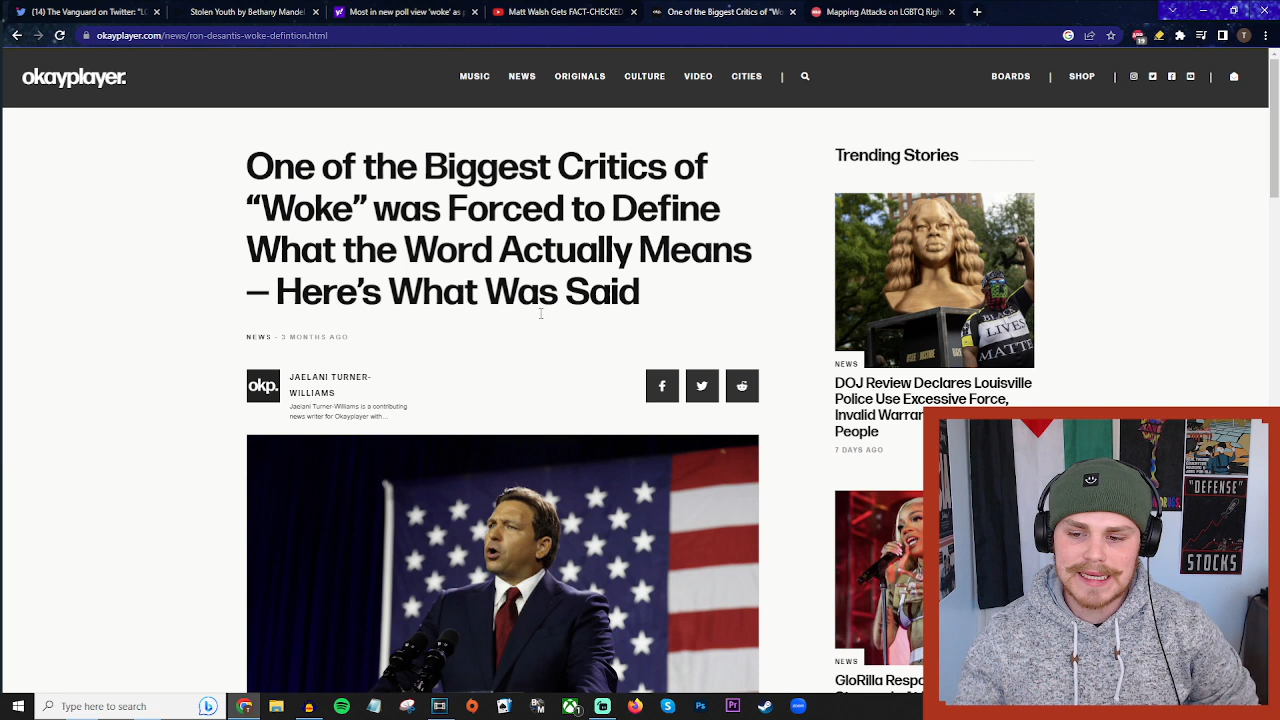 (14) The Vanguard on Twitter: "L(
Stolen Youth by Bethany Mandel
Most in new poll view 'woke' as p
Matt Walsh Gets FACT-CHECKED
One of the Biggest Critics of "Wo
Mapping Attacks on LGBTQ Righ
okayplayer.com/news/ron-desantis-woke-defintion.html
19
T
okayplayer.
MUSIC NEWS ORIGINALS CULTURE VIDEO CITIES
BOARDS SHOP
One of the Biggest Critics of
“Woke” was Forced to Define
What the Word Actually Means
— Here’s What Was Said
NEWS - 3 MONTHS AGO
okp.
JAELANI TURNER-
WILLIAMS
Jaelani Turner-Williams is a contributing
news writer for Okayplayer with...
Trending Stories
BLACK
LIVES
MATTE
NEWS
DOJ Review Declares Louisville
Police Use Excessive Force,
Invalid Warran
People
7 DAYS AGO
NEWS
GloRilla Respo
"DEFENSE"
STOCKS
Type here to search
zoom